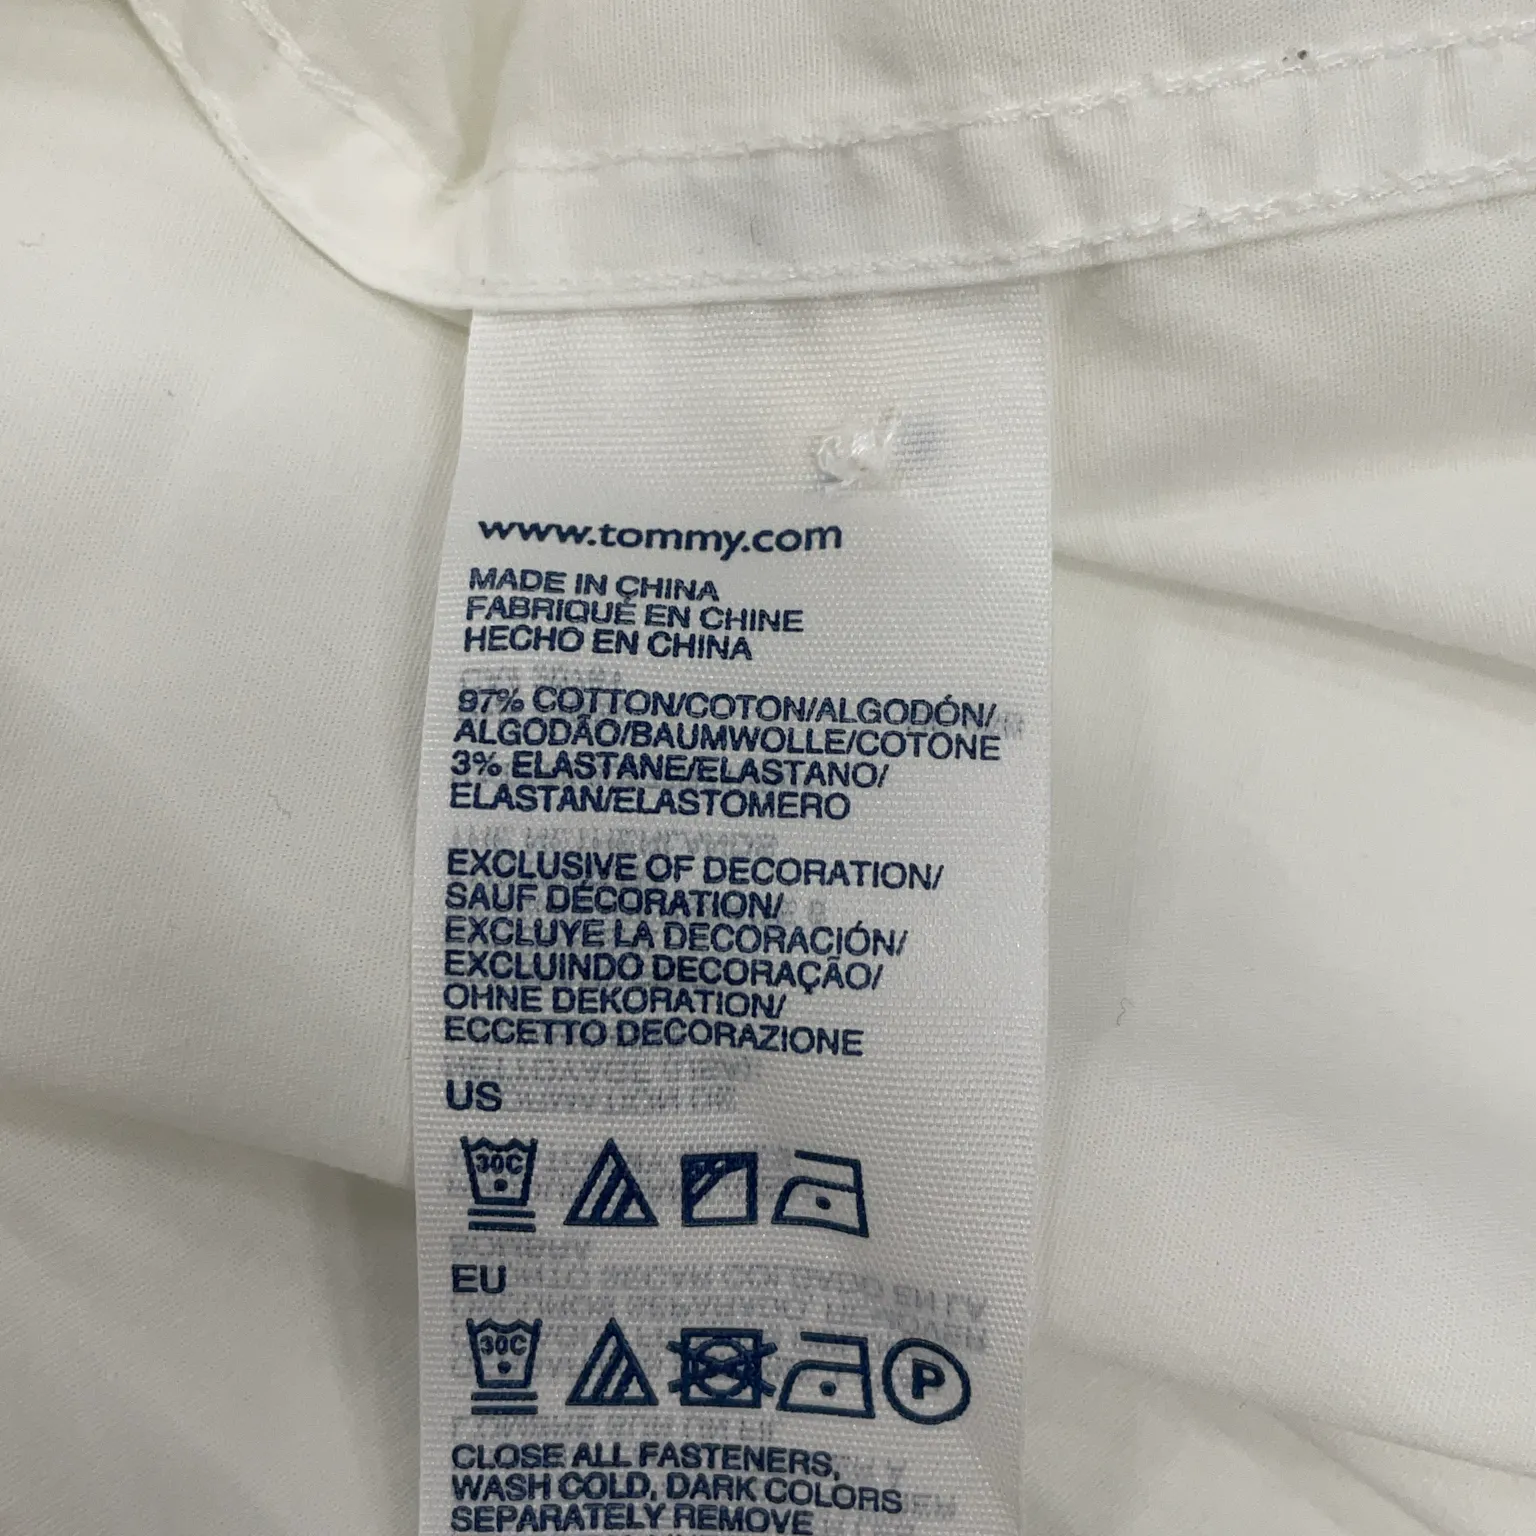 www.tommy.com
MADE IN CHINA
FABRIQUÉ EN CHINE
HECHO EN CHINA
97% COTTON/COTON/ALGODÓN/
ALGODÃO/BAUMWOLLE/COTONE
3% ELASTANE/ELASTANO/
ELASTAN/ELASTOMERO
EXCLUSIVE OF DECORATION/
SAUF DÉCORATION/
EXCLUYE LA DECORACIÓN/
EXCLUINDO DECORAÇÃO/
OHNE DEKORATION/
ECCETTO DECORAZIONE
US
30C
EU
30C P
CLOSE ALL FASTENERS,
WASH COLD, DARK COLORS
SEPARATELY REMOVE